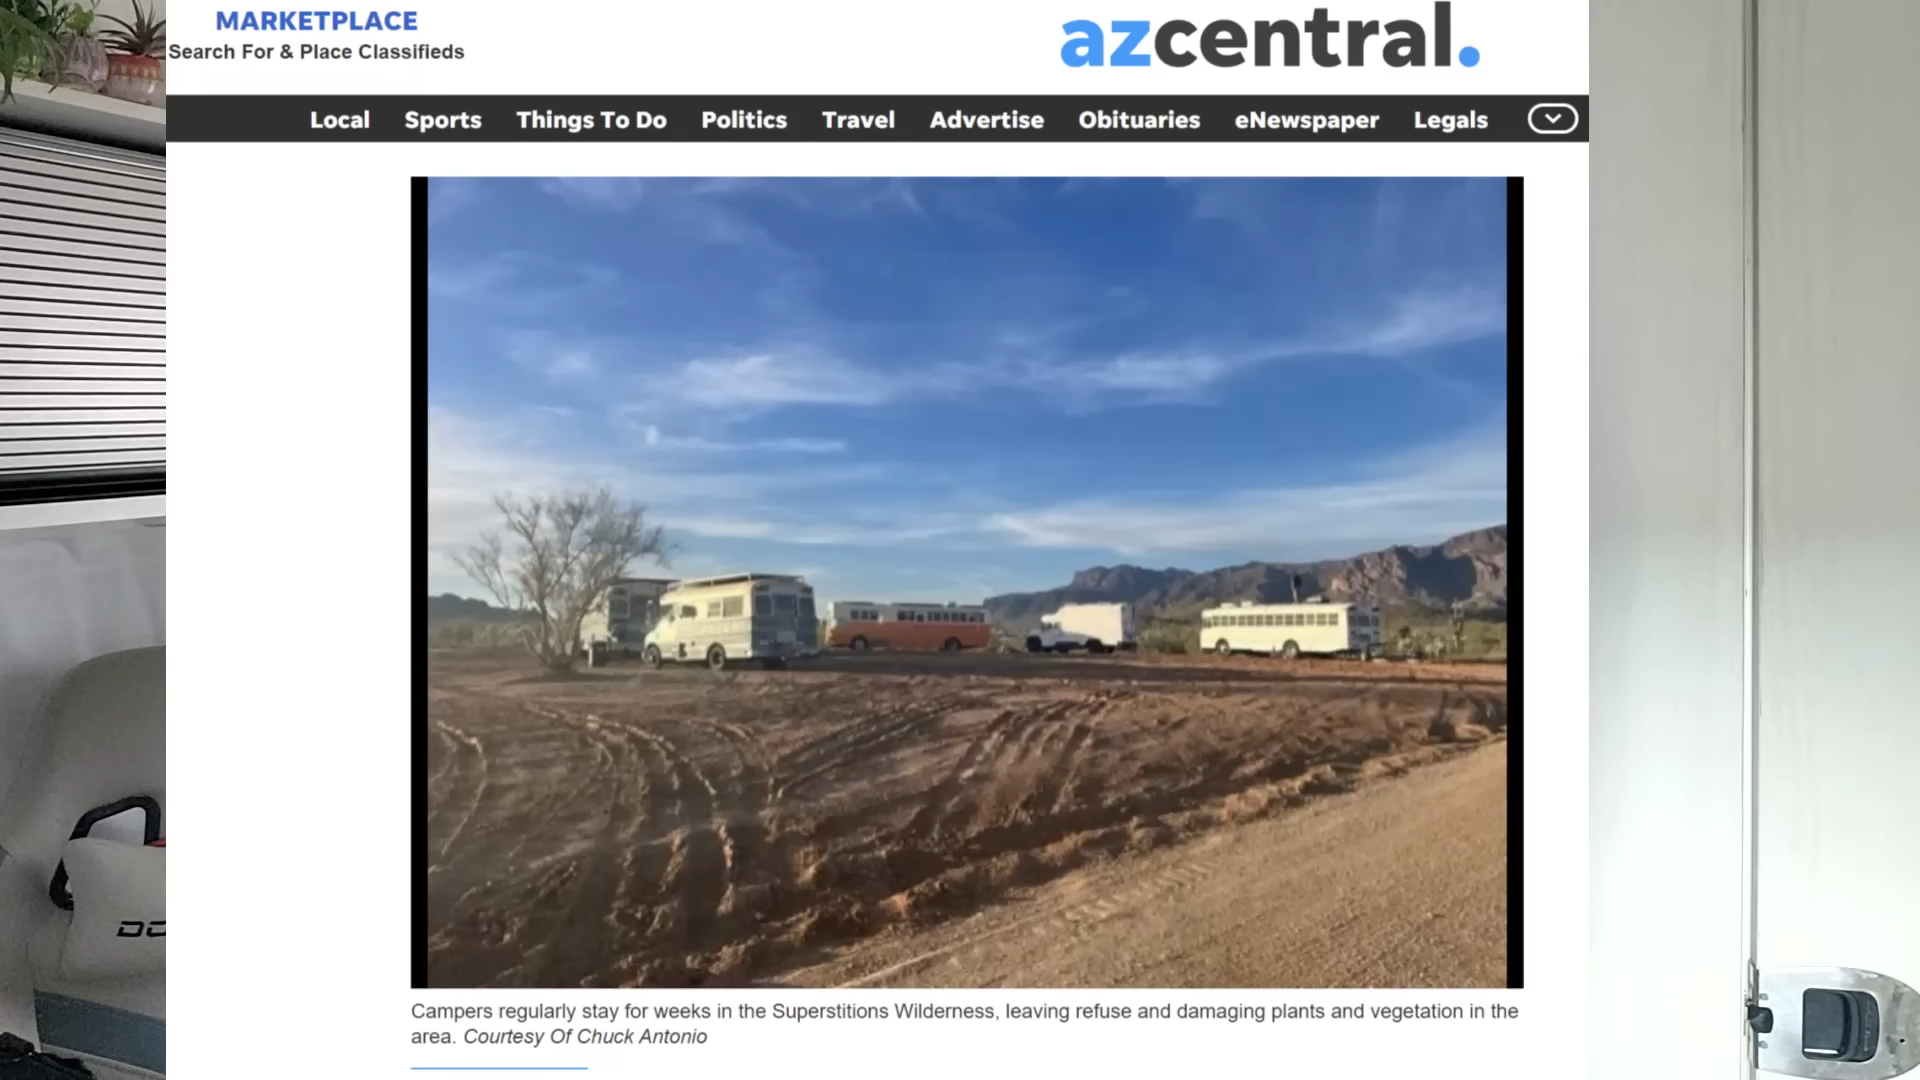 MARKETPLACE
Search For & Place Classifieds
azcentral.
Local Sports Things To Do Politics Travel Advertise Obituaries eNewspaper Legals
Campers regularly stay for weeks in the Superstitions Wilderness, leaving refuse and damaging plants and vegetation in the
area. Courtesy Of Chuck Antonio